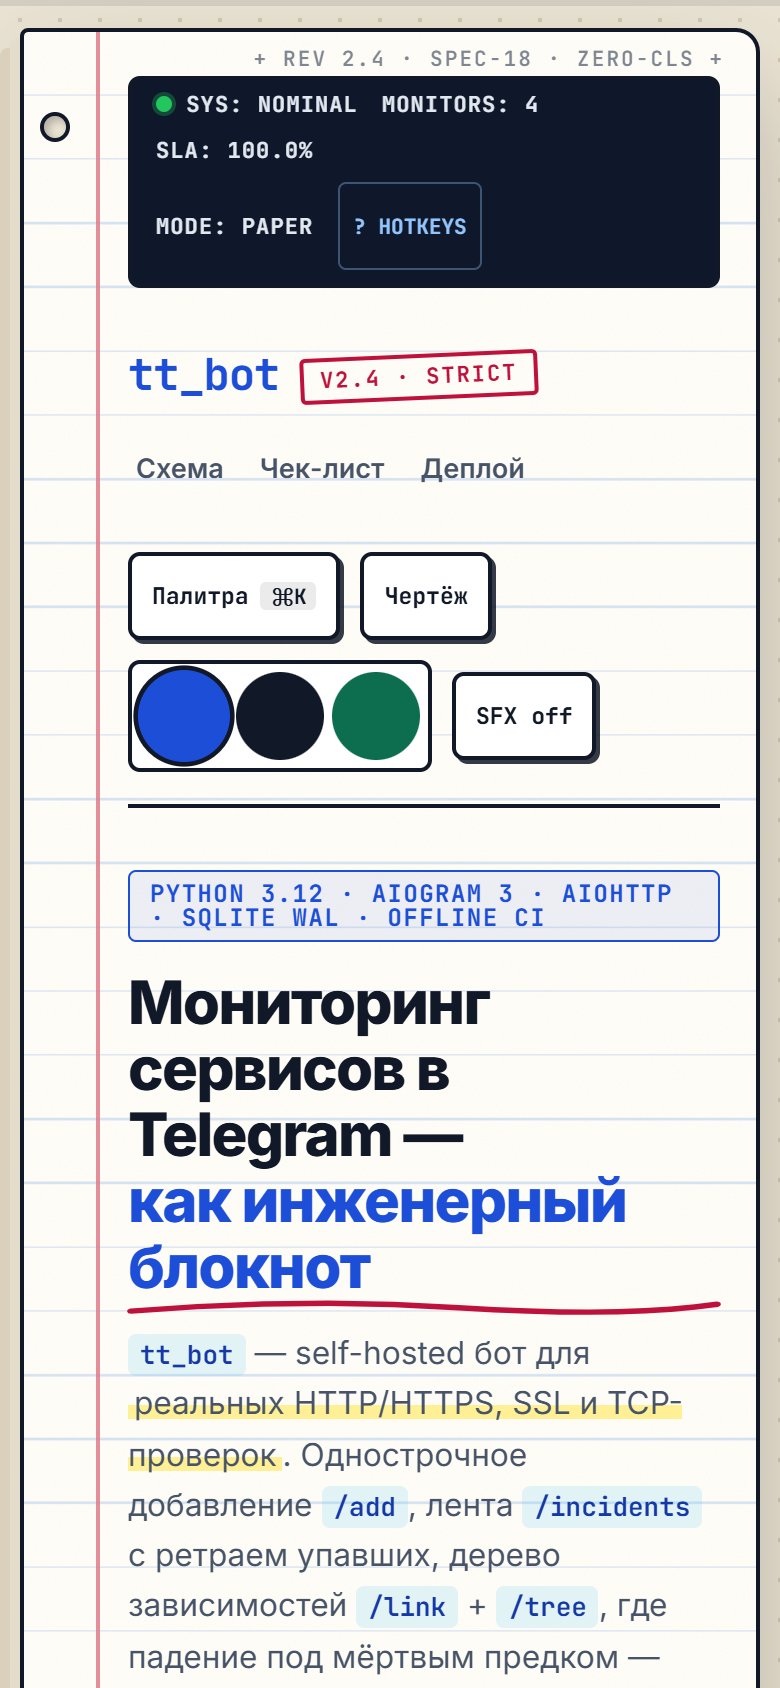 + REV 2.4 · SPEC-18 · ZERO-CLS +
SYS: NOMINAL MONITORS: 4
SLA: 100.0%
MODE: PAPER ? HOTKEYS
tt_bot V2.4 · STRICT
Схема Чек-лист Деплой
Палитра ⌘K Чертёж
SFX off
PYTHON 3.12 · AIOGRAM 3 · AIOHTTP
· SQLITE WAL · OFFLINE CI
Мониторинг
сервисов в
Telegram —
как инженерный
блокнот
tt_bot — self-hosted бот для
реальных HTTP/HTTPS, SSL и TCP-
проверок. Однострочное
добавление /add, лента /incidents
с ретраем упавших, дерево
зависимостей /link + /tree, где
падение под мёртвым предком —